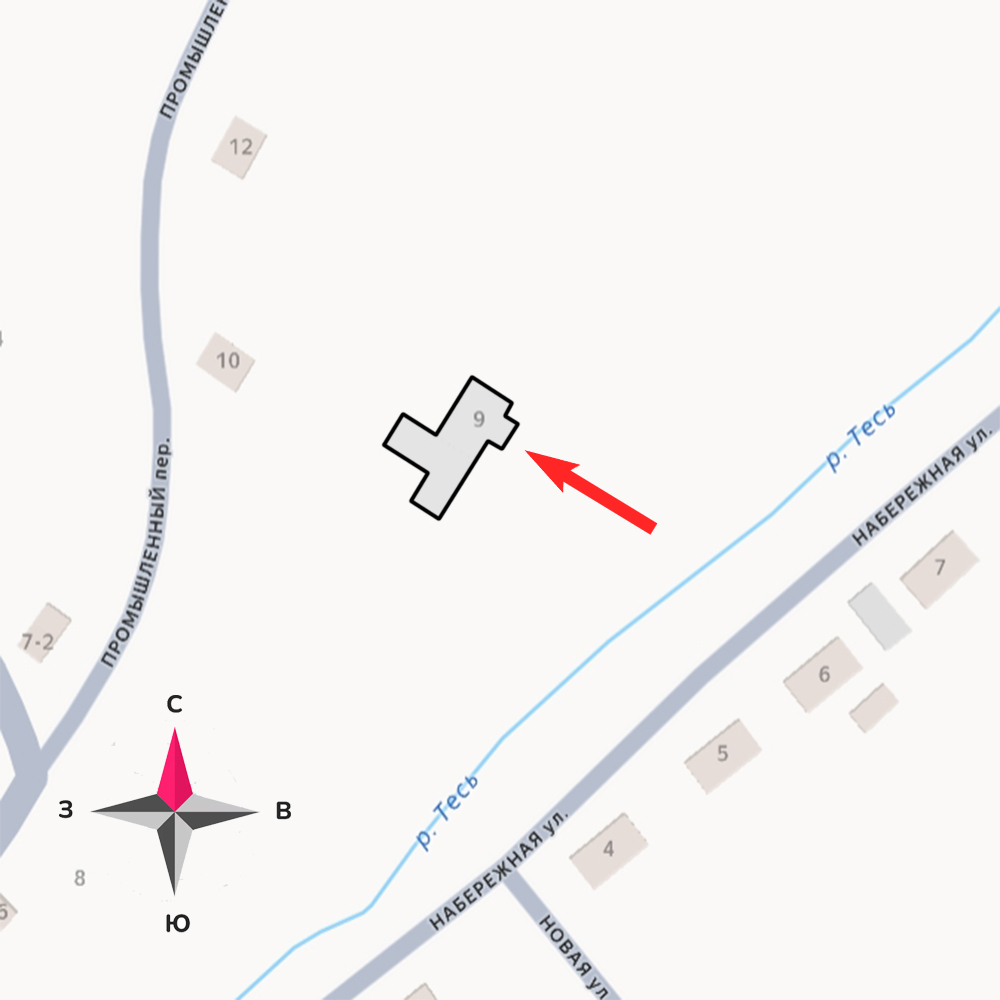 ПРОМЫШЛЕН
12
10
9
р. Тесь
НАБЕРЕЖНАЯ ул.
ПРОМЫШЛЕННЫЙ пер.
7
7-2
6
С
5
р. Тесь
З
В
4
НАБЕРЕЖНАЯ ул.
8
Ю
НОВАЯ ул.